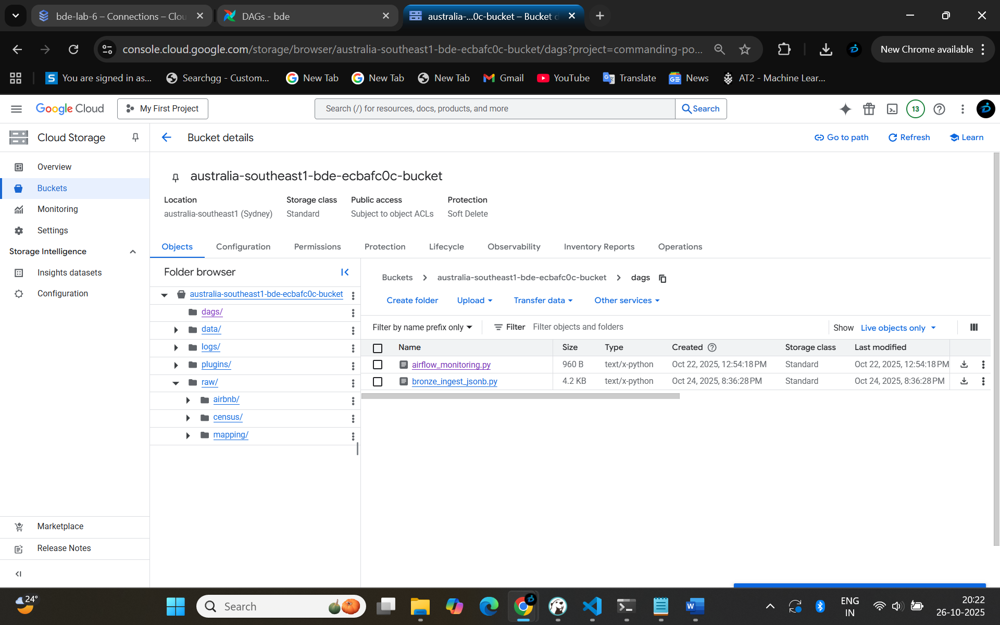 bde-lab-6 – Connections – Clou
DAGs - bde
australia-...0c-bucket – Bucket d
console.cloud.google.com/storage/browser/australia-southeast1-bde-ecbafc0c-bucket/dags?project=commanding-po...
New Chrome available
You are signed in as...
Searchgg - Custom...
New Tab
New Tab
New Tab
Gmail
YouTube
Translate
News
AT2 - Machine Lear...
Google Cloud
My First Project
Search (/) for resources, docs, products, and more
Search
13
Cloud Storage
Bucket details
Go to path
Refresh
Learn
Overview
Buckets
Monitoring
Settings
Storage Intelligence
Insights datasets
Configuration
Marketplace
Release Notes
australia-southeast1-bde-ecbafc0c-bucket
Location
Storage class
Public access
Protection
australia-southeast1 (Sydney)
Standard
Subject to object ACLs
Soft Delete
Objects
Configuration
Permissions
Protection
Lifecycle
Observability
Inventory Reports
Operations
Folder browser
australia-southeast1-bde-ecbafc0c-bucket
dags/
data/
logs/
plugins/
raw/
airbnb/
census/
mapping/
Buckets
australia-southeast1-bde-ecbafc0c-bucket
dags
Create folder
Upload
Transfer data
Other services
Filter by name prefix only
Filter
Filter objects and folders
Show
Live objects only
Name
Size
Type
Created
Storage class
Last modified
airflow_monitoring.py
960 B
text/x-python
Oct 22, 2025, 12:54:18 PM
Standard
Oct 22, 2025, 12:54:18 PM
bronze_ingest_jsonb.py
4.2 KB
text/x-python
Oct 24, 2025, 8:36:28 PM
Standard
Oct 24, 2025, 8:36:28 PM
24°
Search
ENG
IN
20:22
26-10-2025